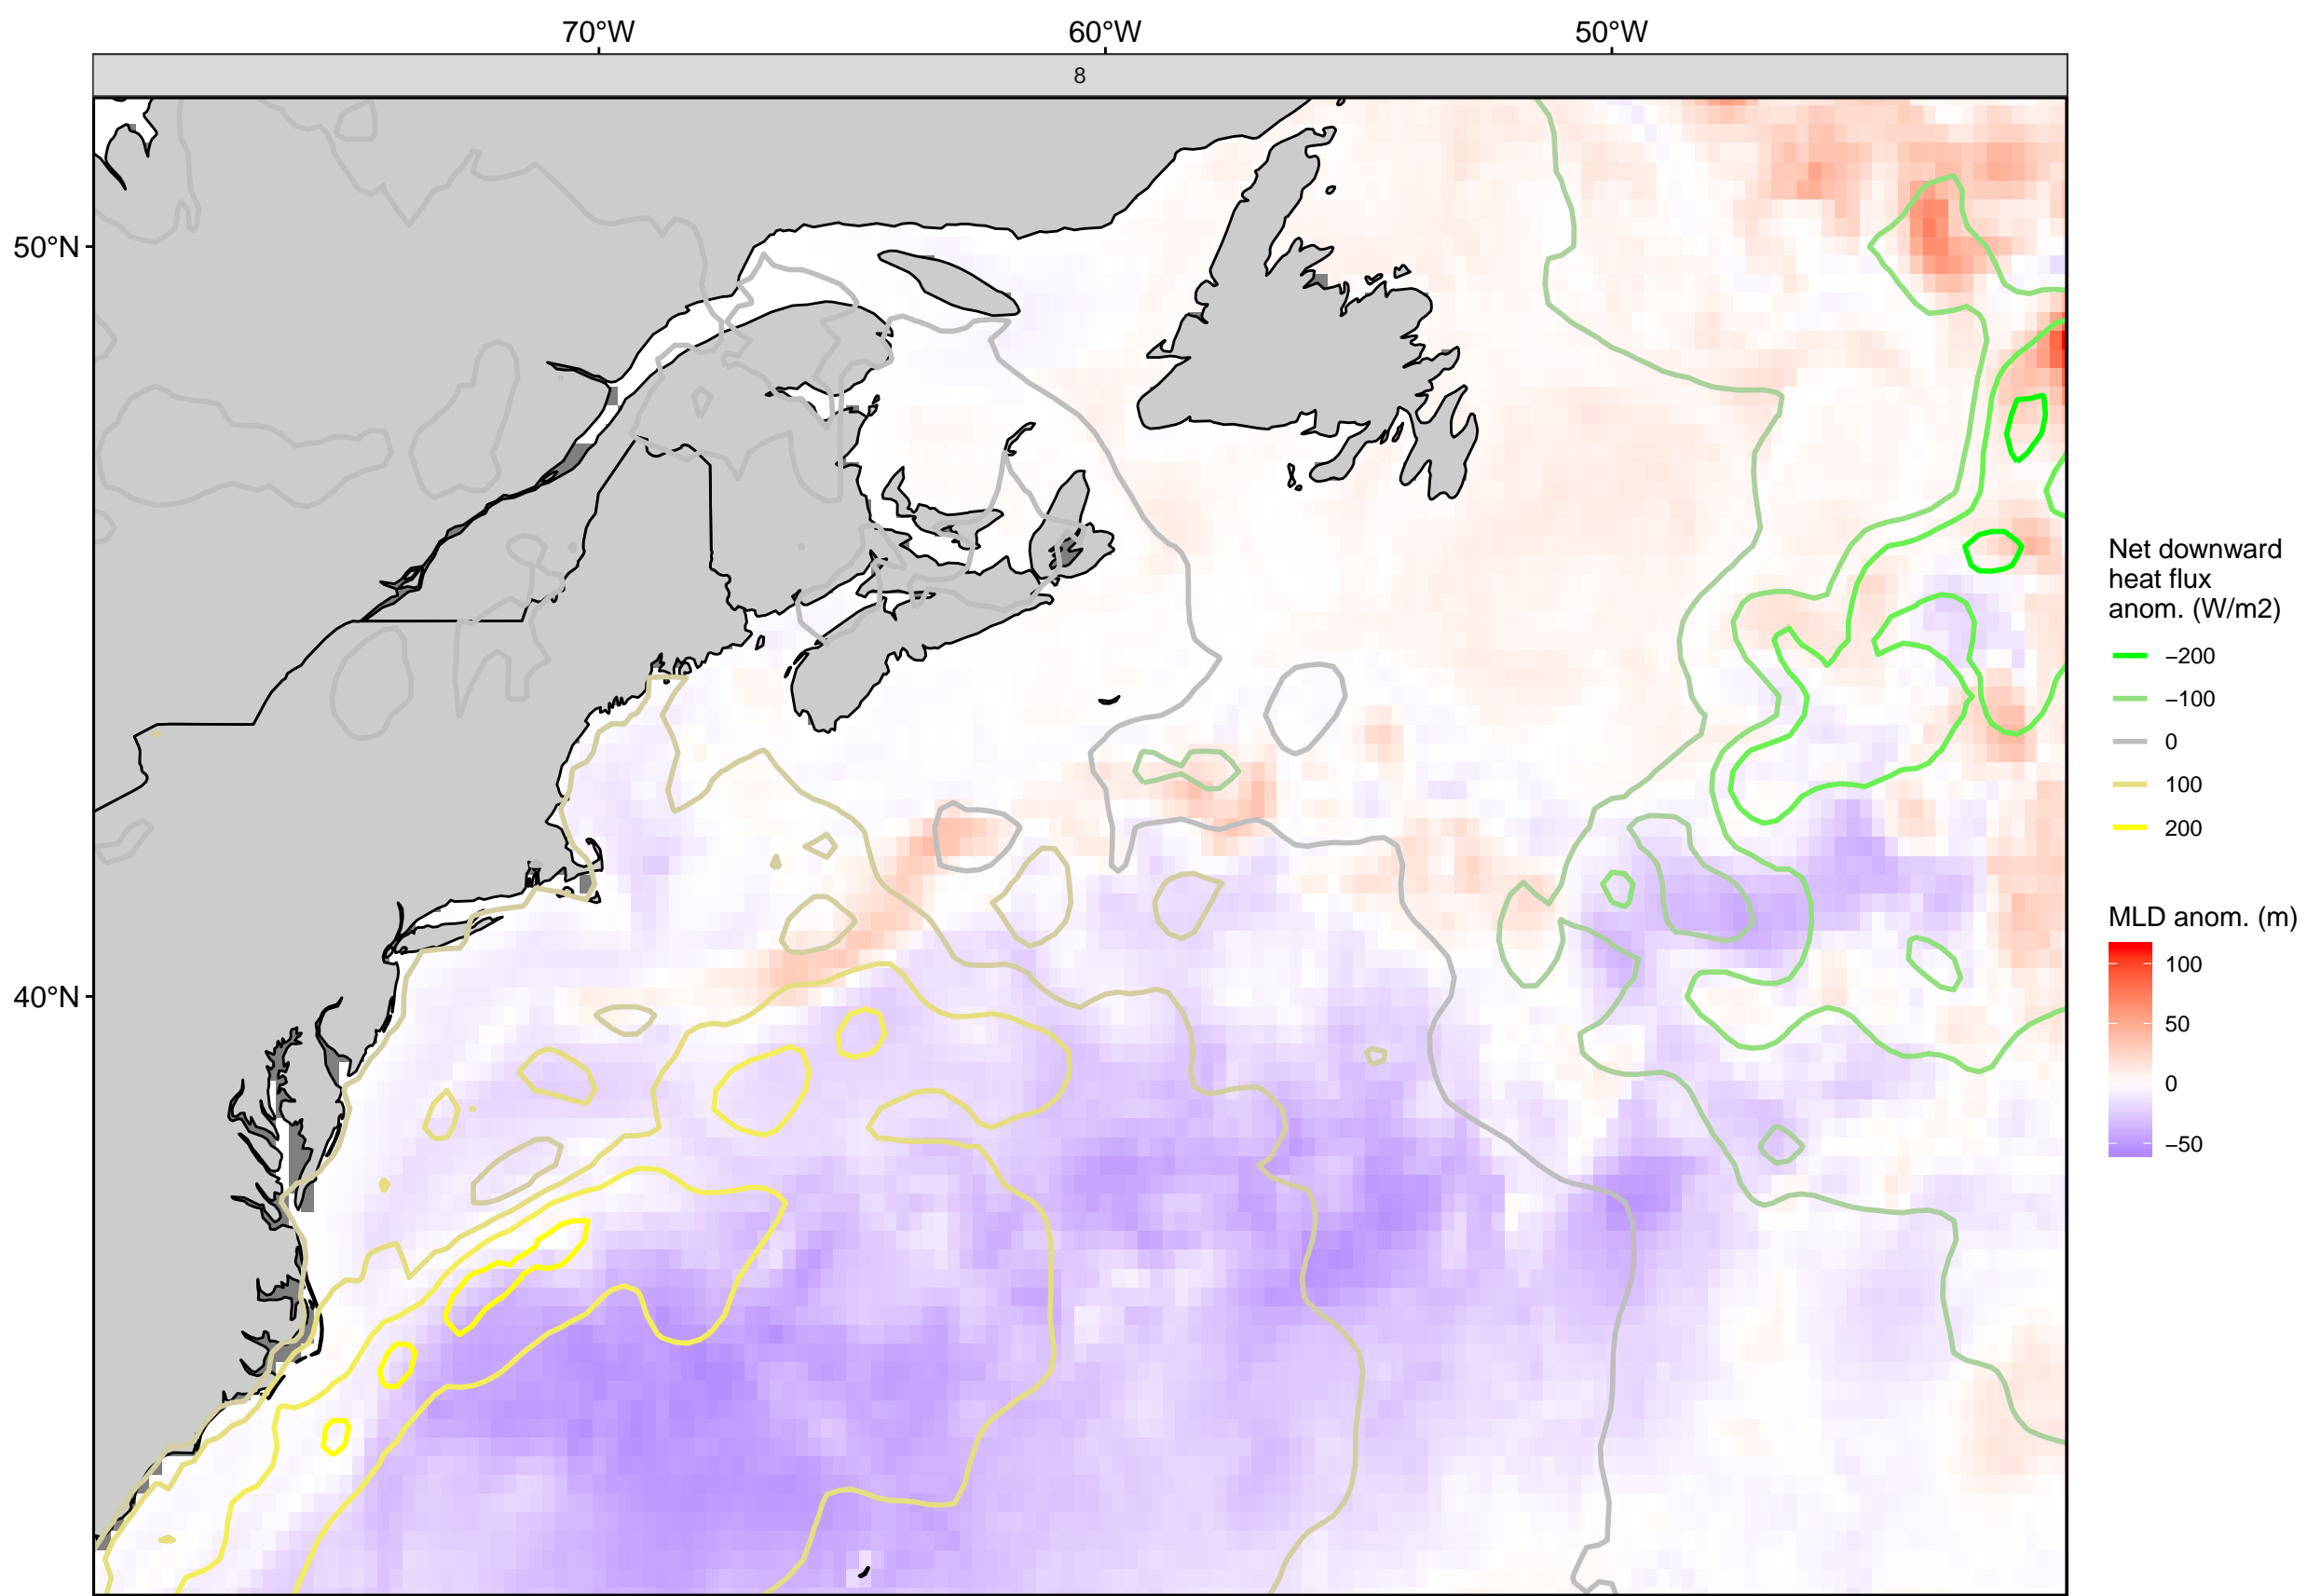 70°W 60°W 50°W
8
50°N
40°N
Net downward
heat flux
anom. (W/m2)
−200
−100
0
100
200
MLD anom. (m)
100
50
0
−50